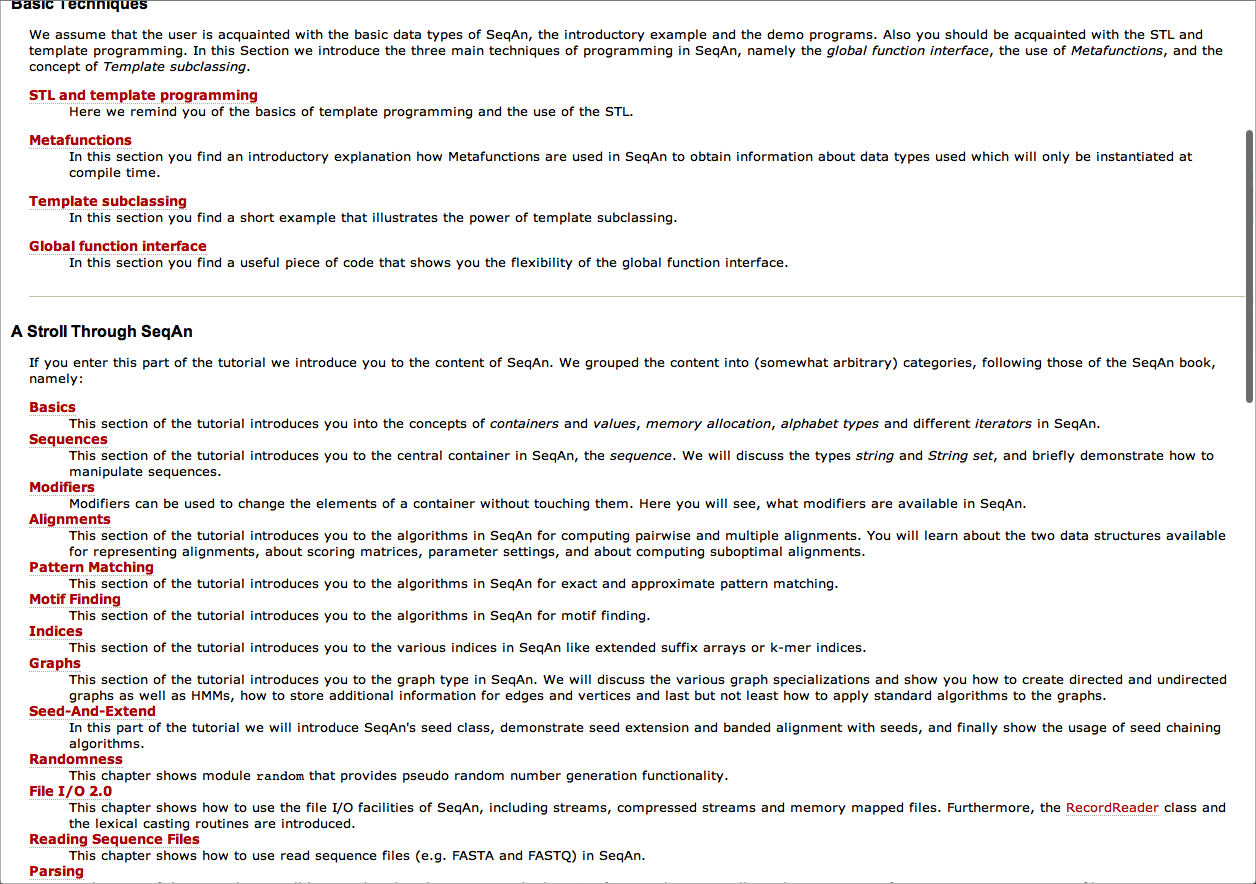 Basic Techniques
We assume that the user is acquainted with the basic data types of SeqAn, the introductory example and the demo programs. Also you should be acquainted with the STL and
template programming. In this Section we introduce the three main techniques of programming in SeqAn, namely the global function interface, the use of Metafunctions, and the
concept of Template subclassing.
STL and template programming
Here we remind you of the basics of template programming and the use of the STL.
Metafunctions
In this section you find an introductory explanation how Metafunctions are used in SeqAn to obtain information about data types used which will only be instantiated at
compile time.
Template subclassing
In this section you find a short example that illustrates the power of template subclassing.
Global function interface
In this section you find a useful piece of code that shows you the flexibility of the global function interface.
A Stroll Through SeqAn
If you enter this part of the tutorial we introduce you to the content of SeqAn. We grouped the content into (somewhat arbitrary) categories, following those of the SeqAn book,
namely:
Basics
This section of the tutorial introduces you into the concepts of containers and values, memory allocation, alphabet types and different iterators in SeqAn.
Sequences
This section of the tutorial introduces you to the central container in SeqAn, the sequence. We will discuss the types string and String set, and briefly demonstrate how to
manipulate sequences.
Modifiers
Modifiers can be used to change the elements of a container without touching them. Here you will see, what modifiers are available in SeqAn.
Alignments
This section of the tutorial introduces you to the algorithms in SeqAn for computing pairwise and multiple alignments. You will learn about the two data structures available
for representing alignments, about scoring matrices, parameter settings, and about computing suboptimal alignments.
Pattern Matching
This section of the tutorial introduces you to the algorithms in SeqAn for exact and approximate pattern matching.
Motif Finding
This section of the tutorial introduces you to the algorithms in SeqAn for motif finding.
Indices
This section of the tutorial introduces you to the various indices in SeqAn like extended suffix arrays or k-mer indices.
Graphs
This section of the tutorial introduces you to the graph type in SeqAn. We will discuss the various graph specializations and show you how to create directed and undirected
graphs as well as HMMs, how to store additional information for edges and vertices and last but not least how to apply standard algorithms to the graphs.
Seed-And-Extend
In this part of the tutorial we will introduce SeqAn's seed class, demonstrate seed extension and banded alignment with seeds, and finally show the usage of seed chaining
algorithms.
Randomness
This chapter shows module random that provides pseudo random number generation functionality.
File I/O 2.0
This chapter shows how to use the file I/O facilities of SeqAn, including streams, compressed streams and memory mapped files. Furthermore, the RecordReader class and
the lexical casting routines are introduced.
Reading Sequence Files
This chapter shows how to use read sequence files (e.g. FASTA and FASTQ) in SeqAn.
Parsing